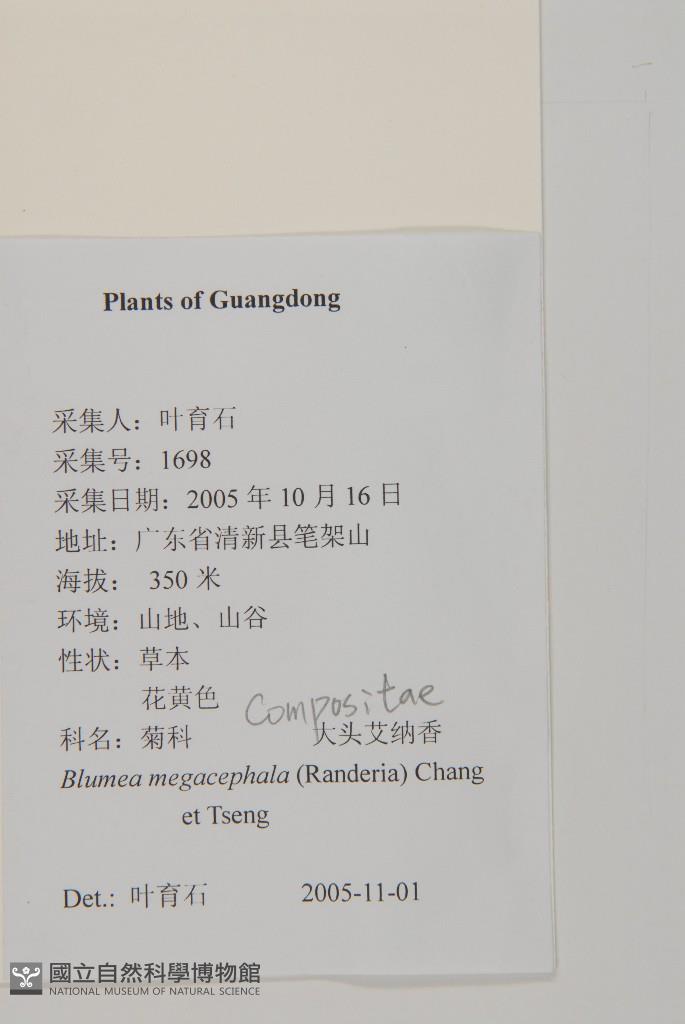 Plants of Guangdong
采集人：叶育石
采集号：1698
采集日期：2005 年 10 月 16 日
地址：广东省清新县笔架山
海拔： 350 米
环境：山地、山谷
性状：草本
花黄色
Compositae
科名：菊科 大头艾纳香
Blumea megacephala (Randeria) Chang
et Tseng
Det.: 叶育石 2005-11-01
國立自然科學博物館
NATIONAL MUSEUM OF NATURAL SCIENCE